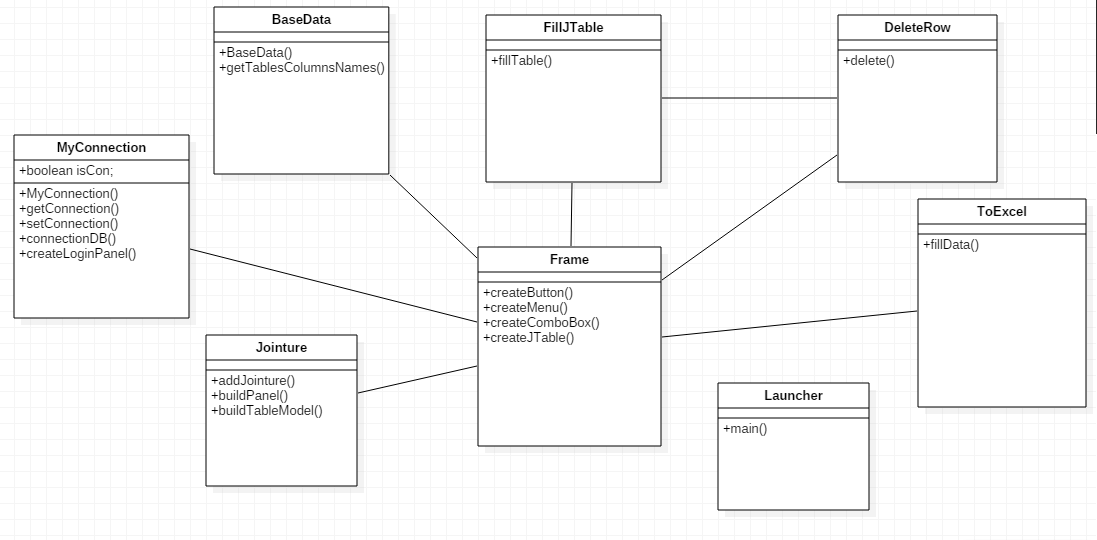 BaseData
+BaseData()
+getTablesColumnsNames()
FillJTable
+fillTable()
DeleteRow
+delete()
MyConnection
+boolean isCon;
+MyConnection()
+getConnection()
+setConnection()
+connectionDB()
+createLoginPanel()
ToExcel
+fillData()
Frame
+createButton()
+createMenu()
+createComboBox()
+createJTable()
Jointure
+addJointure()
+buildPanel()
+buildTableModel()
Launcher
+main()